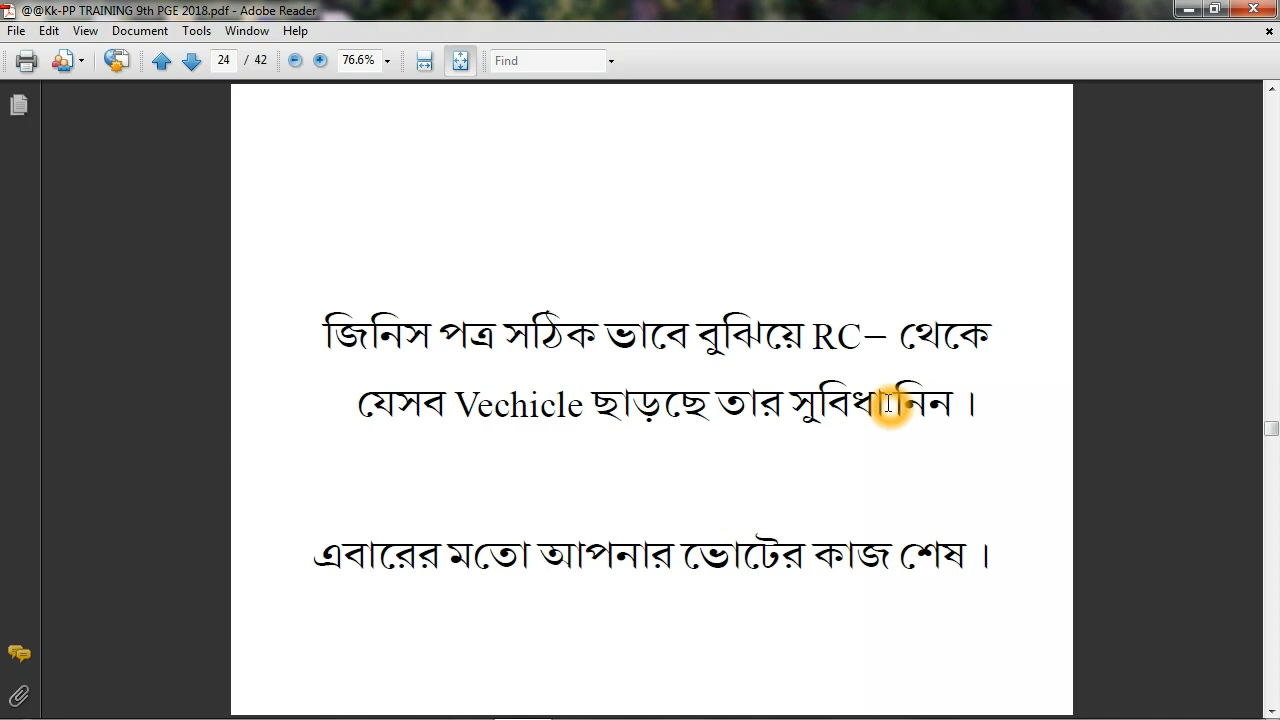 @@Kk-PP TRAINING 9th PGE 2018.pdf - Adobe Reader
File Edit View Document Tools Window Help
24 / 42 76.6% Find
জিনিস পত্র সঠিক ভাবে বুঝিয়ে RC– থেকে
যেসব Vechicle ছাড়ছে তার সুবিধানিন ।
এবারের মতো আপনার ভোটের কাজ শেষ ।